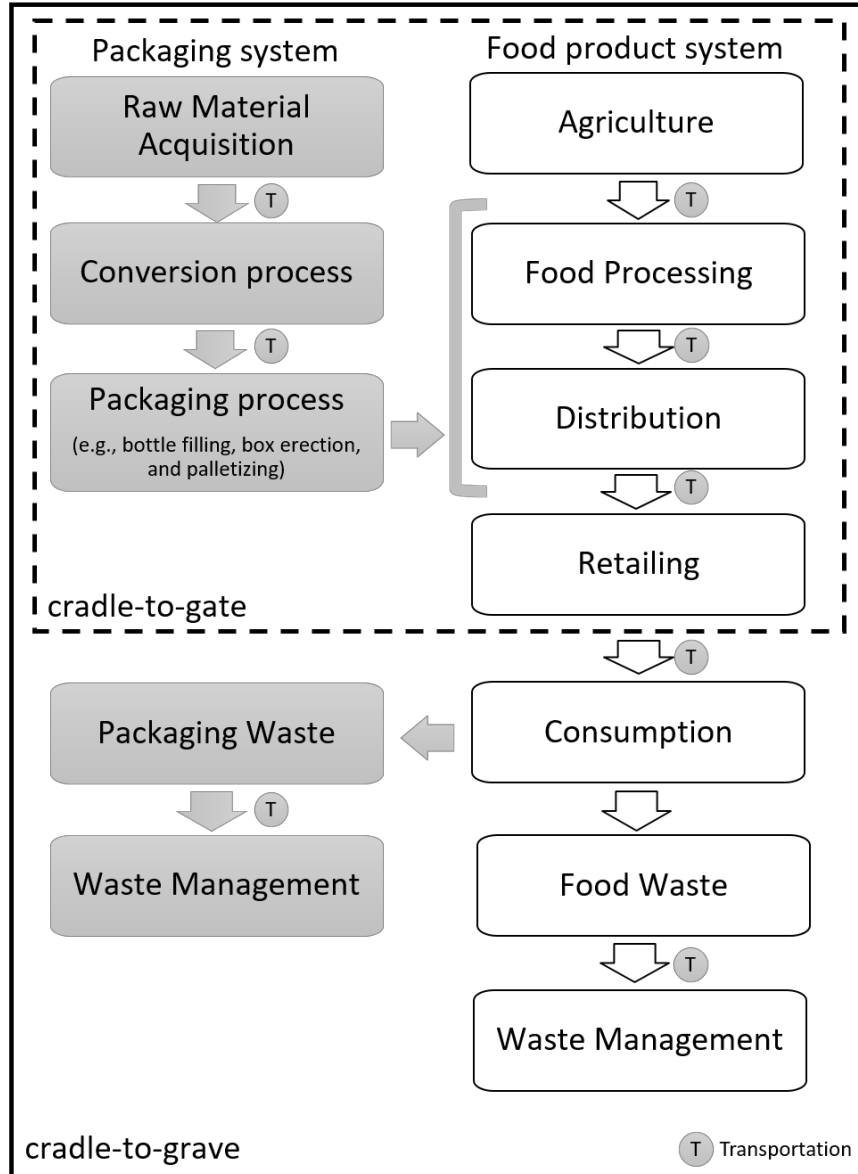 Packaging system
Food product system
Raw Material
Acquisition
Agriculture
T
T
Conversion process
Food Processing
T
T
Packaging process
(e.g., bottle filling, box erection,
and palletizing)
Distribution
T
Retailing
cradle-to-gate
T
Packaging Waste
Consumption
T
Waste Management
Food Waste
T
Waste Management
cradle-to-grave
T Transportation